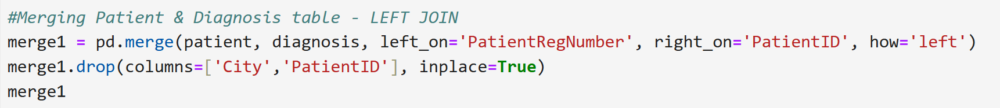 #Merging Patient & Diagnosis table - LEFT JOIN
merge1 = pd.merge(patient, diagnosis, left_on='PatientRegNumber', right_on='PatientID', how='left')
merge1.drop(columns=['City','PatientID'], inplace=True)
merge1